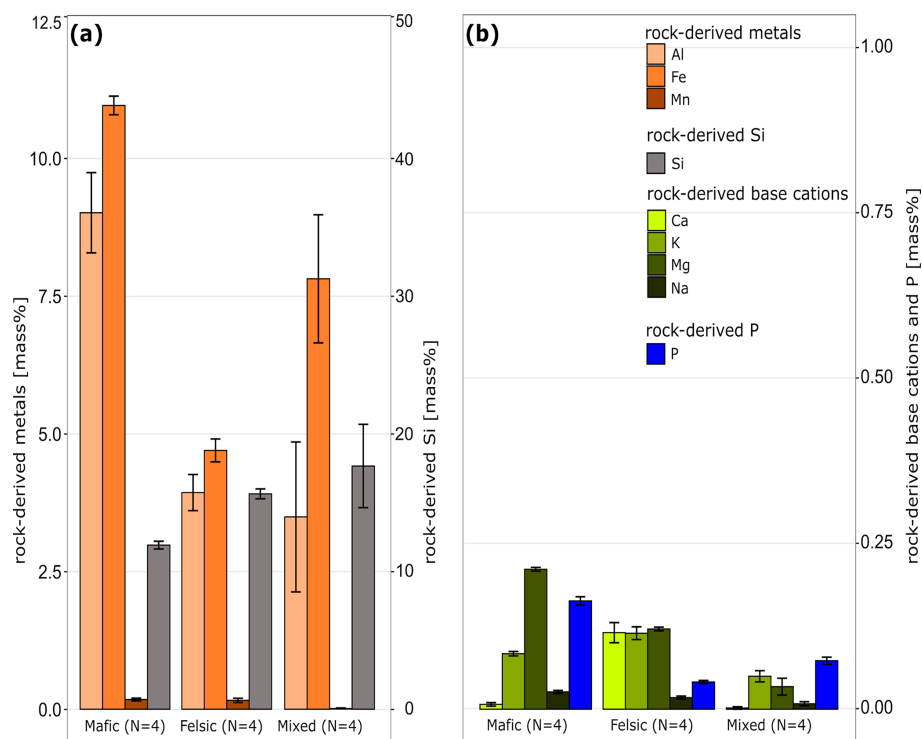 (a)
12.5
10.0
7.5
5.0
2.5
0.0
rock-derived metals [mass%]
50
40
30
20
10
0
rock-derived Si [mass%]
Mafic (N=4)
Felsic (N=4)
Mixed (N=4)
(b)
rock-derived metals
Al
Fe
Mn
rock-derived Si
Si
rock-derived base cations
Ca
K
Mg
Na
rock-derived P
P
1.00
0.75
0.50
0.25
0.00
rock-derived base cations and P [mass%]
Mafic (N=4)
Felsic (N=4)
Mixed (N=4)